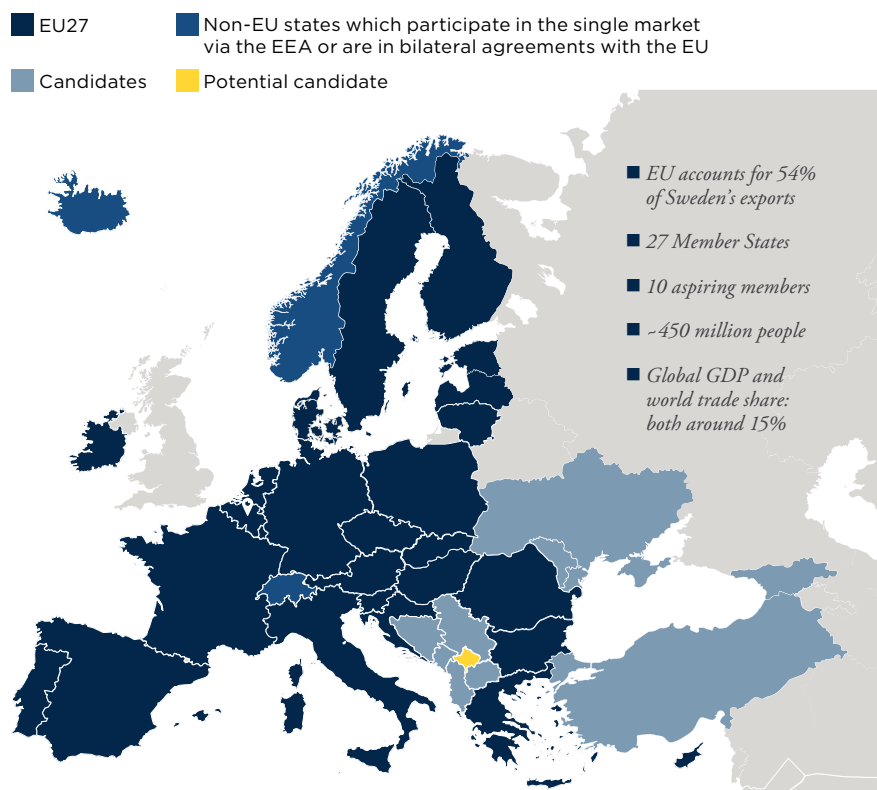 EU27
Non-EU states which participate in the single market
via the EEA or are in bilateral agreements with the EU
Candidates
Potential candidate
EU accounts for 54%
of Sweden’s exports
27 Member States
10 aspiring members
~450 million people
Global GDP and
world trade share:
both around 15%